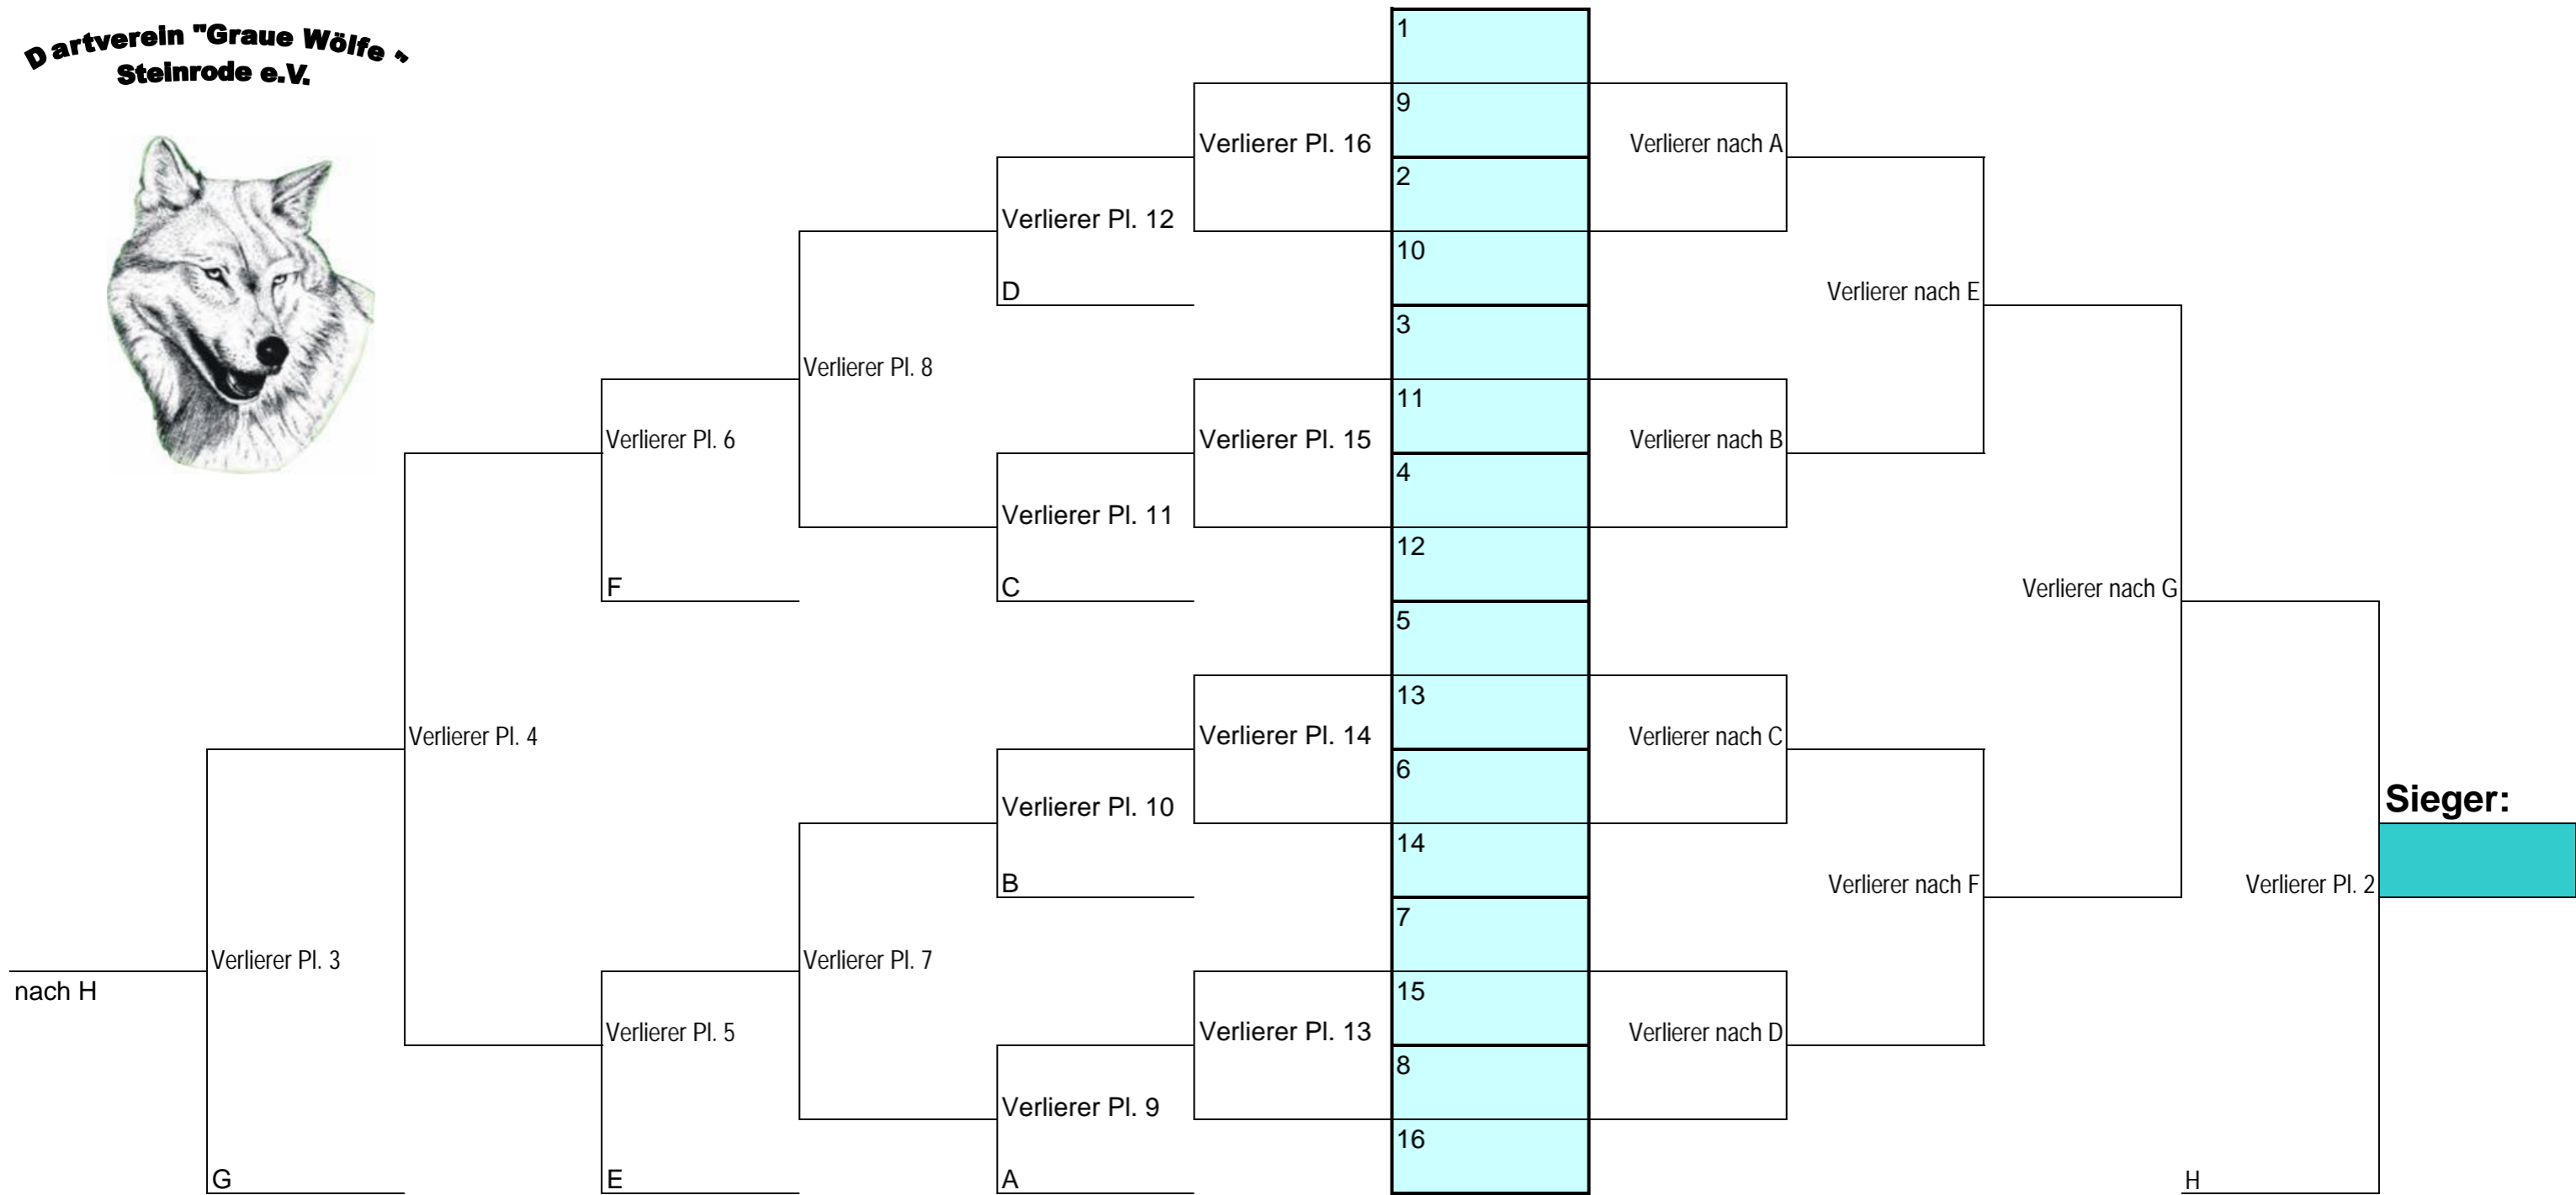 Dartverein "Graue Wölfe "
Steinrode e.V.
1
9
Verlierer Pl. 16
Verlierer nach A
2
Verlierer Pl. 12
10
D
Verlierer nach E
3
Verlierer Pl. 8
11
Verlierer Pl. 6
Verlierer Pl. 15
Verlierer nach B
4
Verlierer Pl. 11
12
F
C
Verlierer nach G
5
13
Verlierer Pl. 4
Verlierer Pl. 14
Verlierer nach C
6
Sieger:
Verlierer Pl. 10
14
B
Verlierer nach F
Verlierer Pl. 2
7
Verlierer Pl. 3
Verlierer Pl. 7
nach H
15
Verlierer Pl. 5
Verlierer Pl. 13
Verlierer nach D
8
Verlierer Pl. 9
16
G
E
A
H